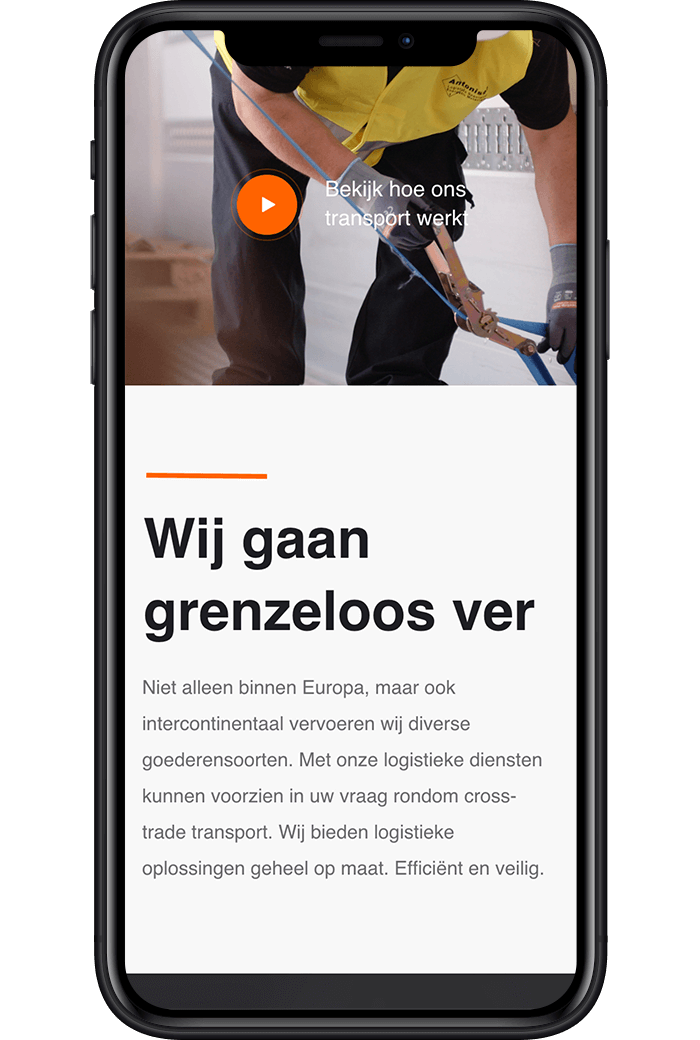 Antonis
Bekijk hoe ons
transport werkt
Wij gaan
grenzeloos ver
Niet alleen binnen Europa, maar ook
intercontinentaal vervoeren wij diverse
goederensoorten. Met onze logistieke diensten
kunnen voorzien in uw vraag rondom cross-
trade transport. Wij bieden logistieke
oplossingen geheel op maat. Efficiënt en veilig.